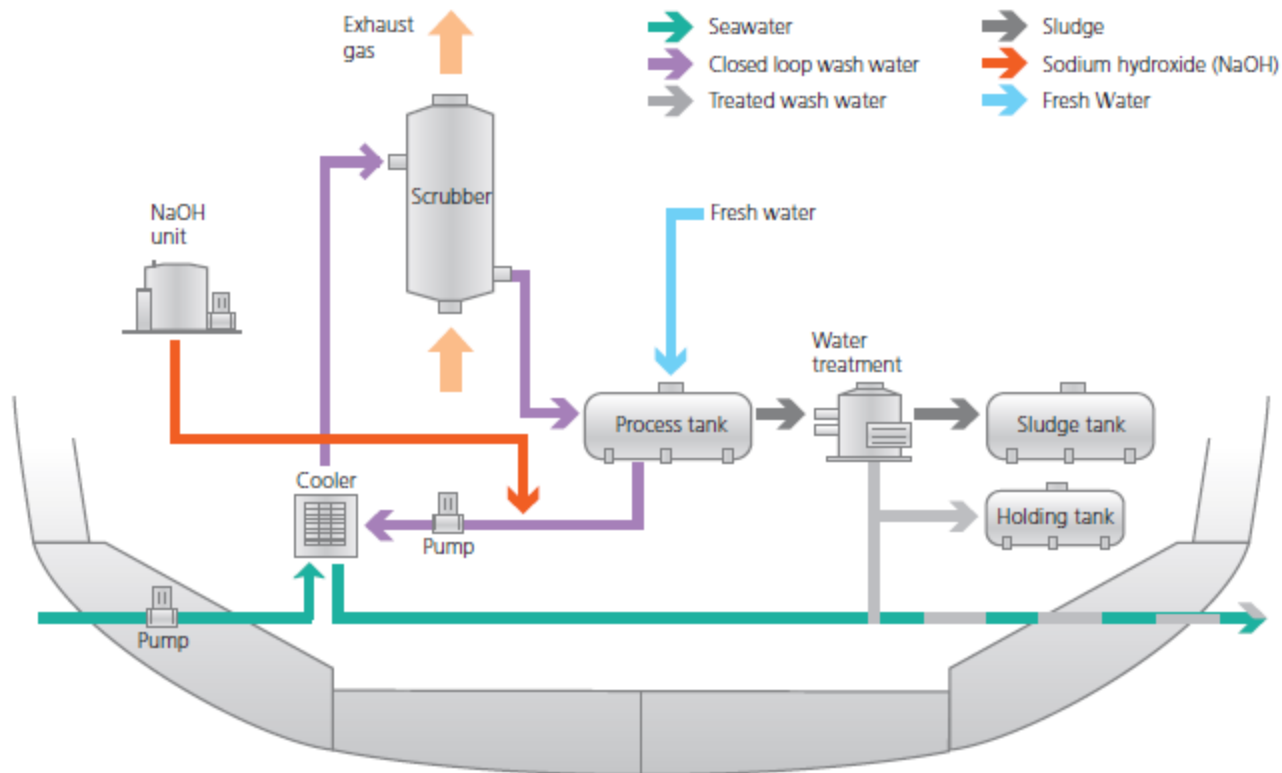 Exhaust
gas
Seawater
Closed loop wash water
Treated wash water
Sludge
Sodium hydroxide (NaOH)
Fresh Water
Scrubber
NaOH
unit
Fresh water
Water
treatment
Process tank
Sludge tank
Cooler
Holding tank
Pump
Pump